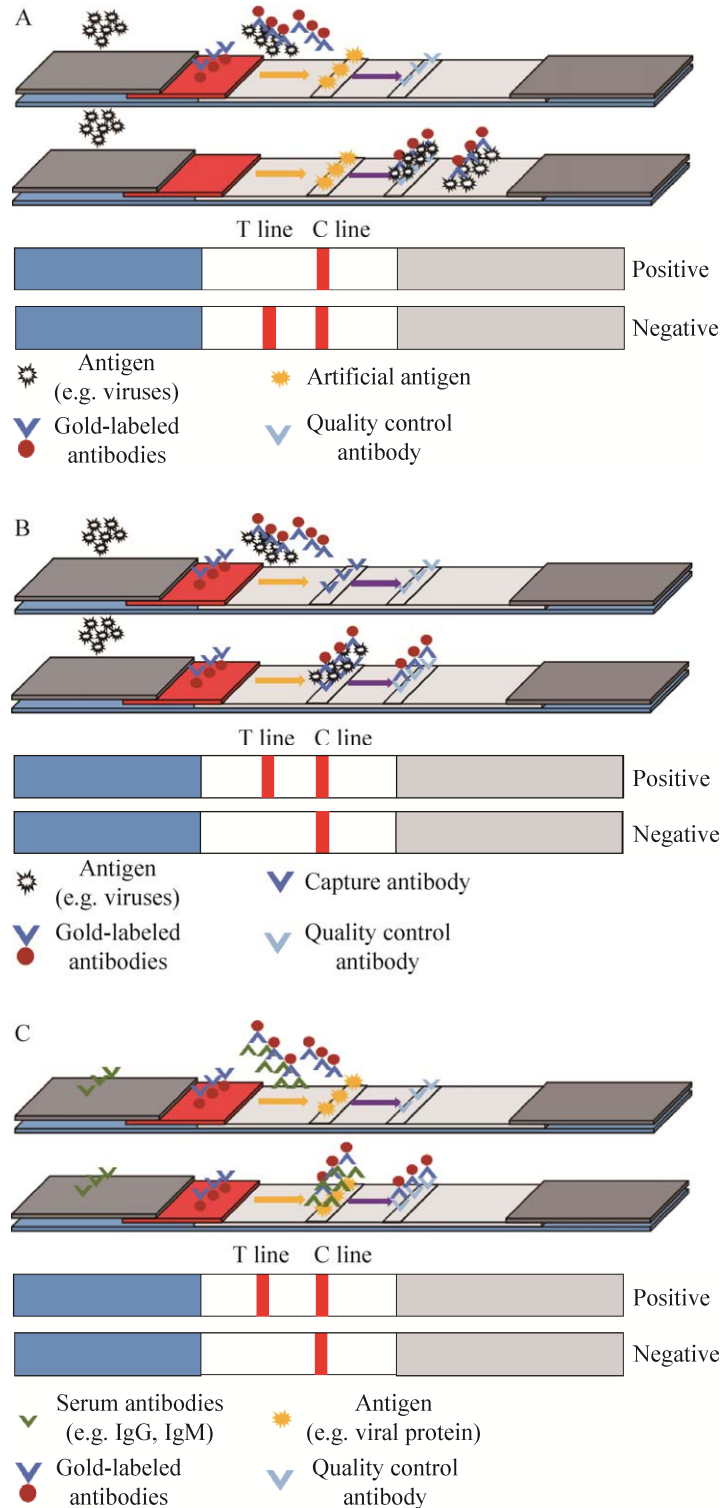 A
T line C line
Positive
Negative
Antigen
(e.g. viruses)
Artificial antigen
Gold-labeled
antibodies
Quality control
antibody
B
T line C line
Positive
Negative
Antigen
(e.g. viruses)
Capture antibody
Gold-labeled
antibodies
Quality control
antibody
C
T line C line
Positive
Negative
Serum antibodies
(e.g. IgG, IgM)
Antigen
(e.g. viral protein)
Gold-labeled
antibodies
Quality control
antibody